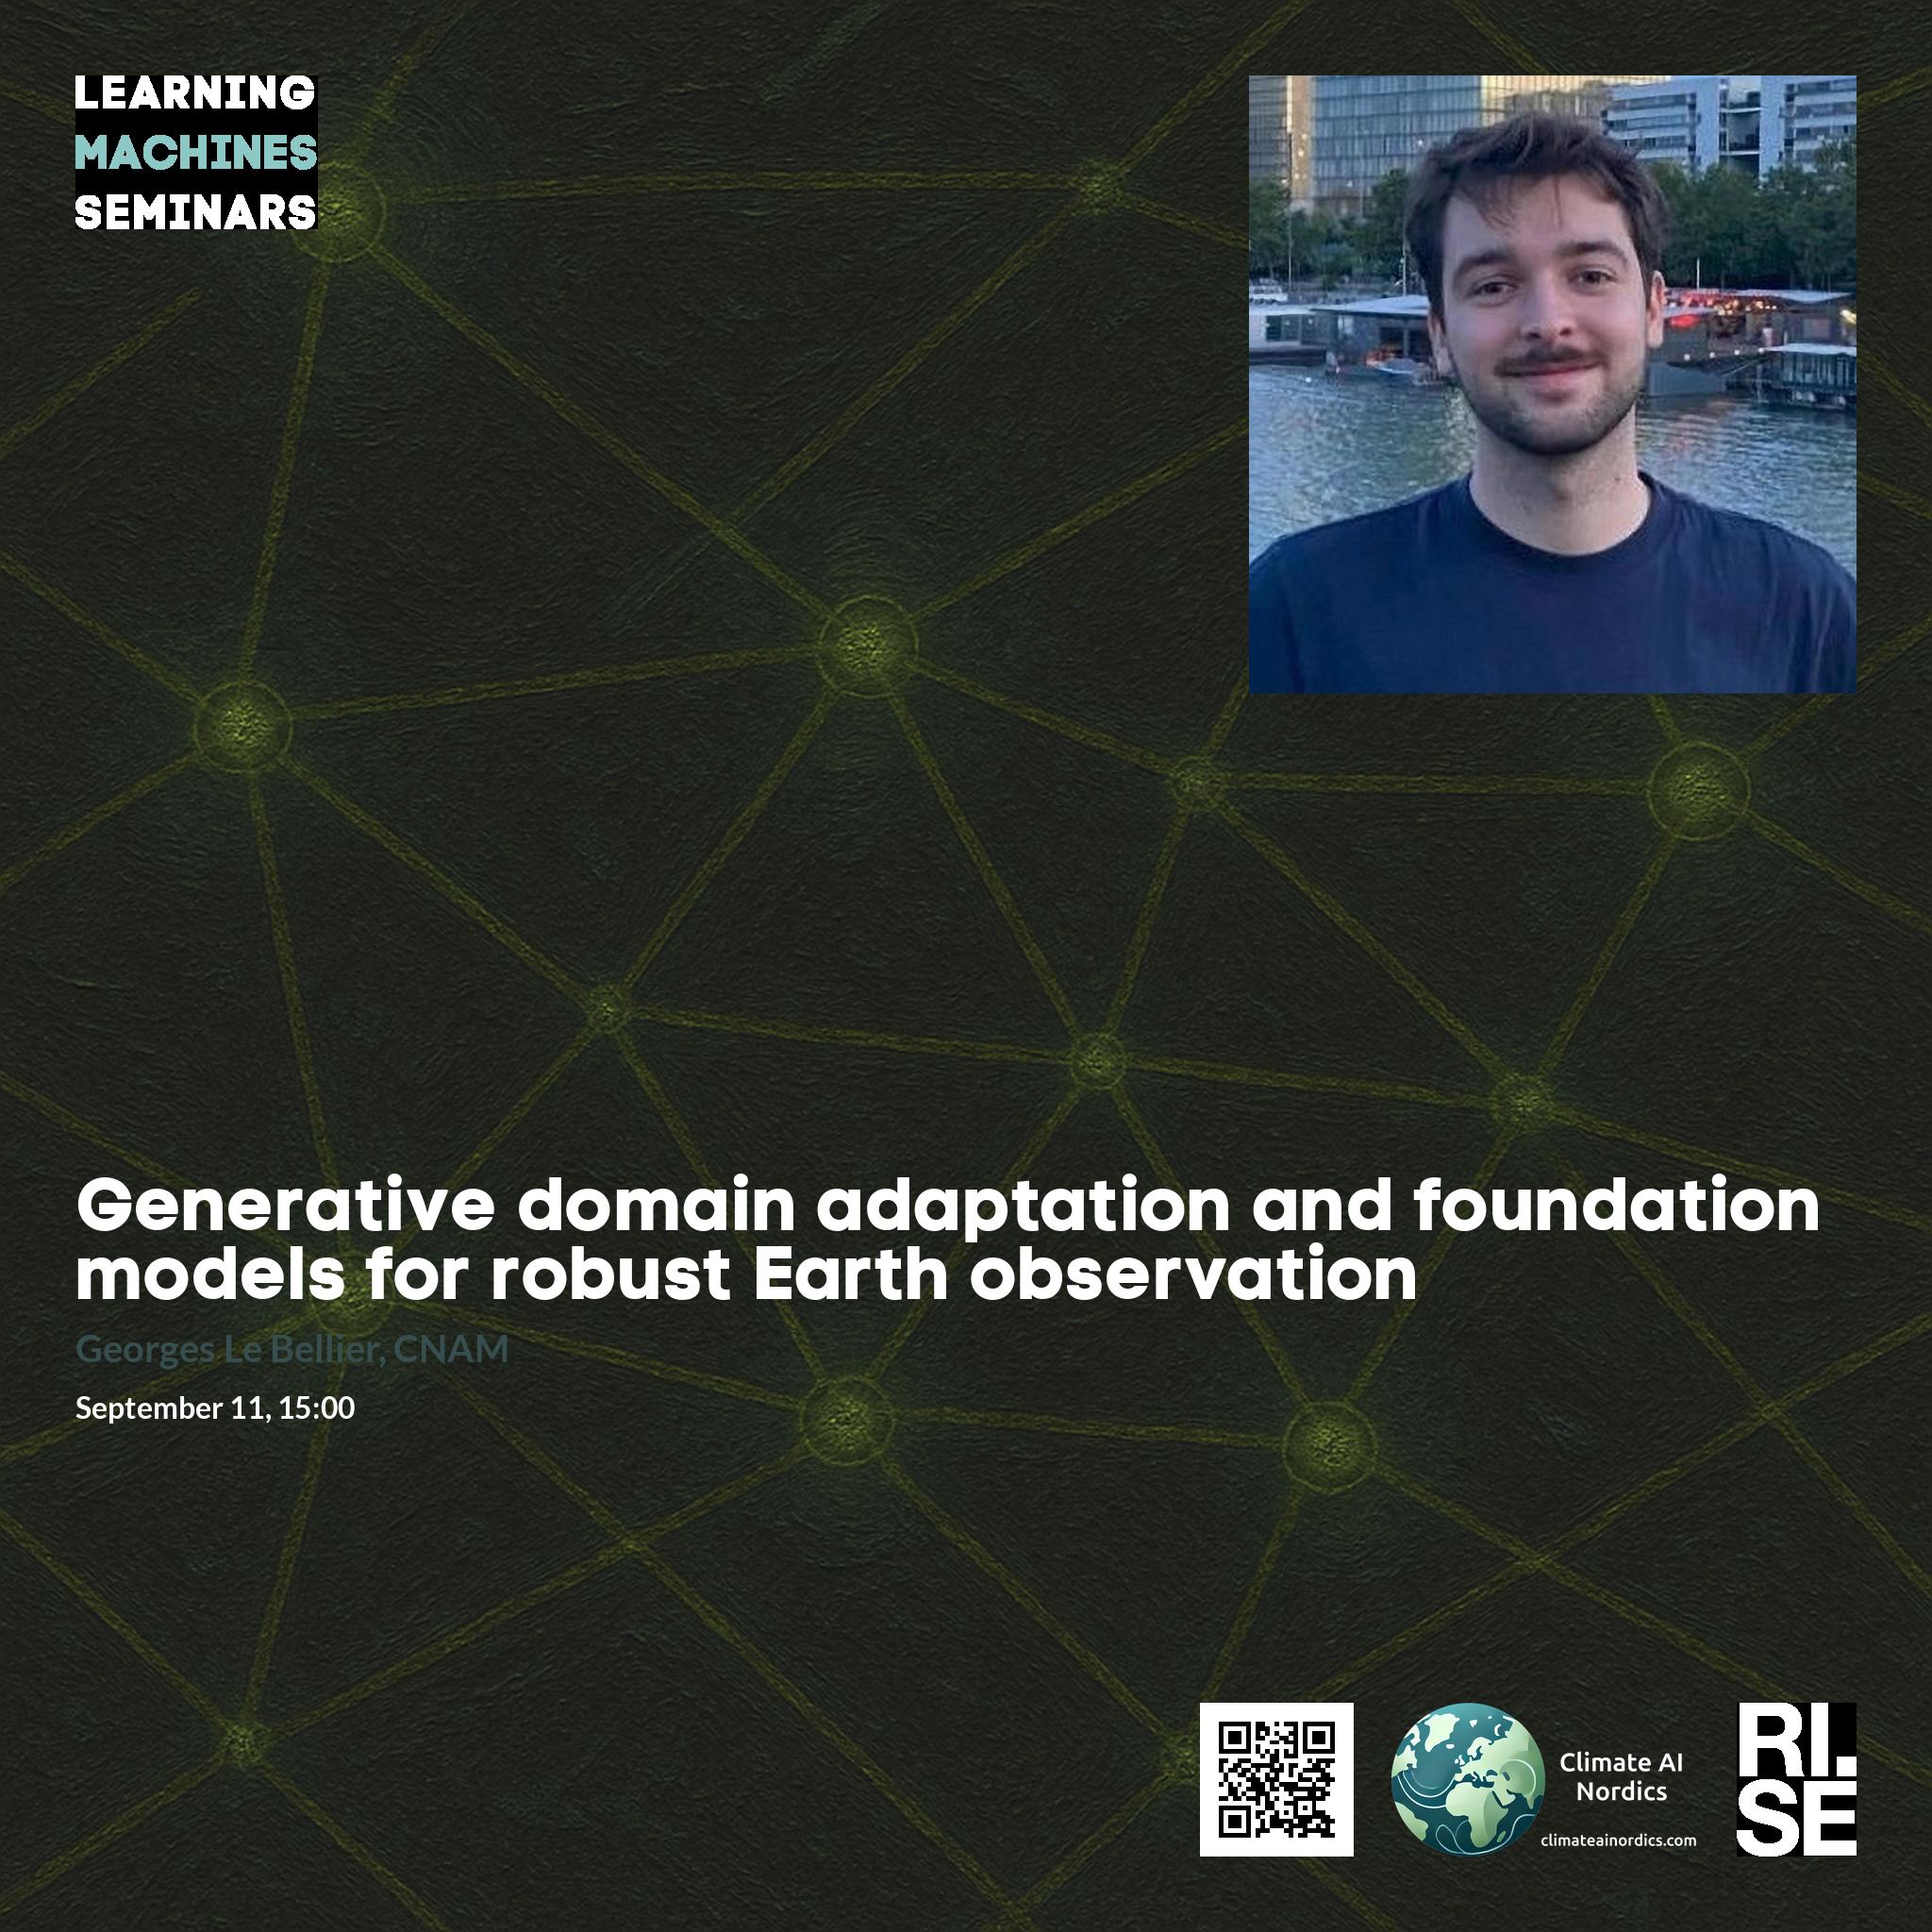 LEARNING
MACHINES
SEMINARS
Generative domain adaptation and foundation
models for robust Earth observation
Georges Le Bellier, CNAM
September 11, 15:00
Climate AI
Nordics
climateainordics.com
RI.
SE